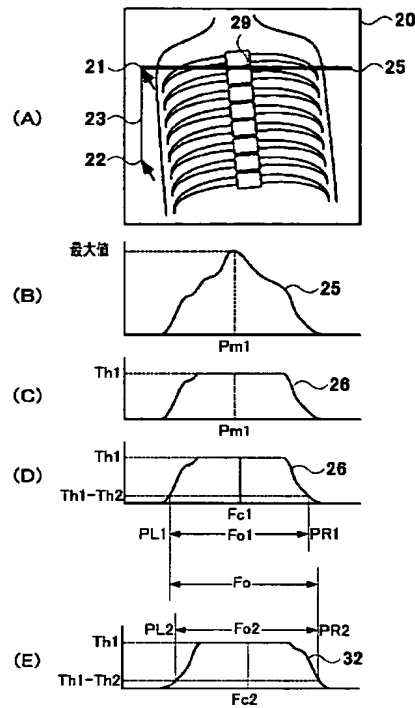 20
21
29
25
(A)
23
22
最大値
(B)
25
Pm1
Th1
(C)
26
Pm1
Th1
(D)
26
Th1-Th2
Fc1
PL1
Fo1
PR1
Fo
PL2
Fo2
PR2
Th1
(E)
32
Th1-Th2
Fc2